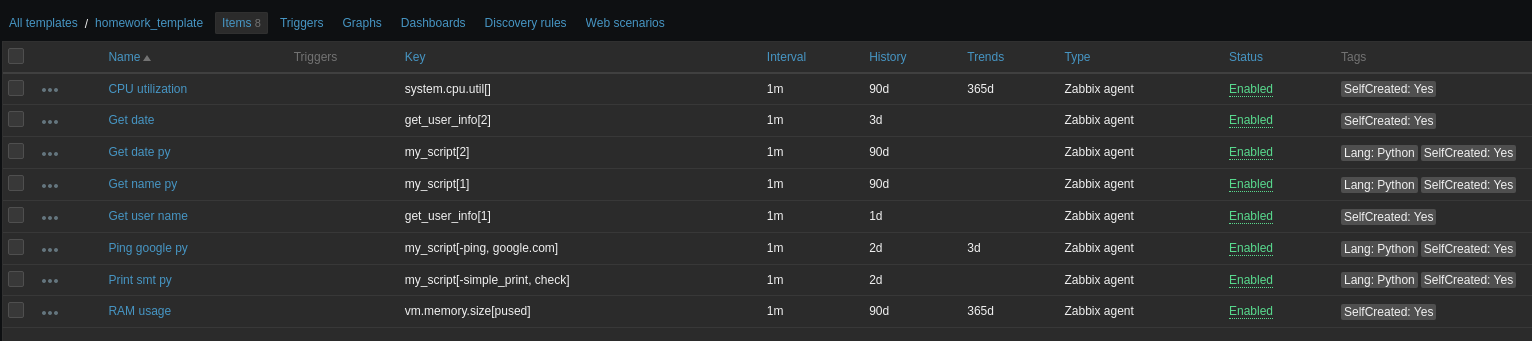 All templates / homework_template Items 8 Triggers Graphs Dashboards Discovery rules Web scenarios
Name Triggers Key Interval History Trends Type Status Tags
CPU utilization system.cpu.util[] 1m 90d 365d Zabbix agent Enabled SelfCreated: Yes
Get date get_user_info[2] 1m 3d Zabbix agent Enabled SelfCreated: Yes
Get date py my_script[2] 1m 90d Zabbix agent Enabled Lang: Python SelfCreated: Yes
Get name py my_script[1] 1m 90d Zabbix agent Enabled Lang: Python SelfCreated: Yes
Get user name get_user_info[1] 1m 1d Zabbix agent Enabled SelfCreated: Yes
Ping google py my_script[-ping, google.com] 1m 2d 3d Zabbix agent Enabled Lang: Python SelfCreated: Yes
Print smt py my_script[-simple_print, check] 1m 2d Zabbix agent Enabled Lang: Python SelfCreated: Yes
RAM usage vm.memory.size[pused] 1m 90d 365d Zabbix agent Enabled SelfCreated: Yes